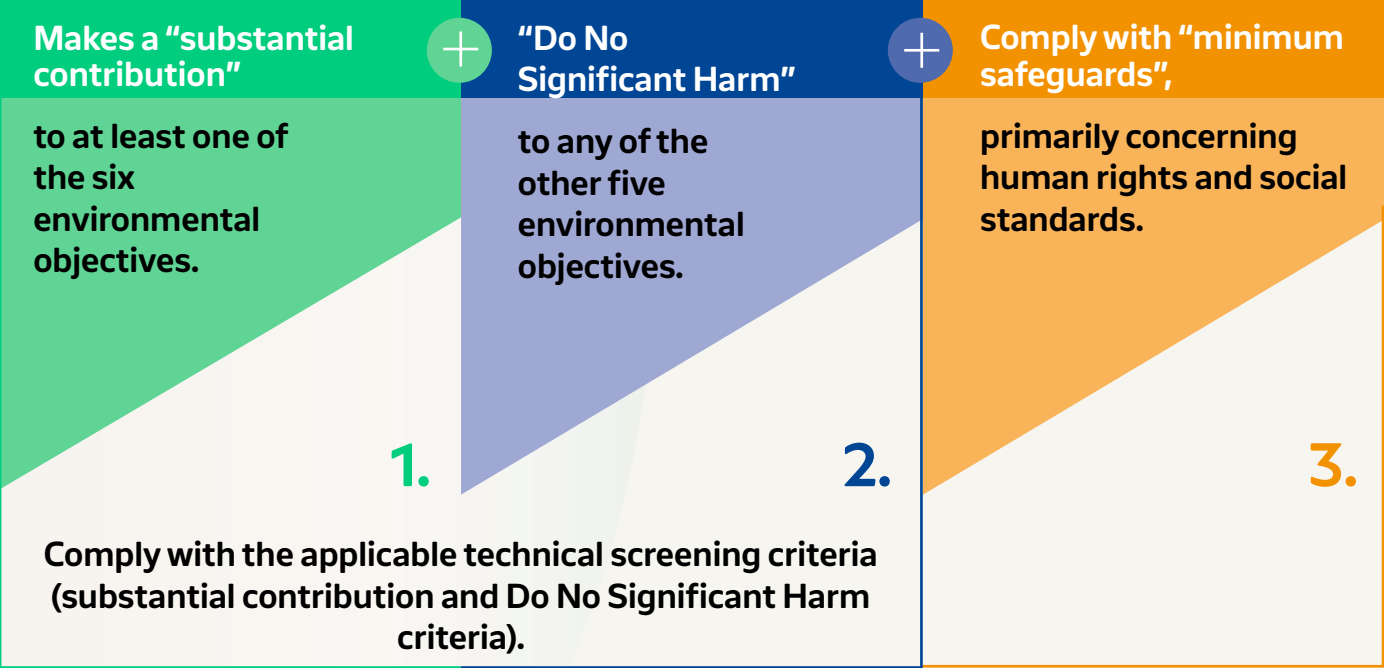 Makes a “substantial
contribution”
to at least one of
the six
environmental
objectives.
1.
“Do No
Significant Harm”
to any of the
other five
environmental
objectives.
2.
Comply with “minimum
safeguards”,
primarily concerning
human rights and social
standards.
3.
Comply with the applicable technical screening criteria
(substantial contribution and Do No Significant Harm
criteria).